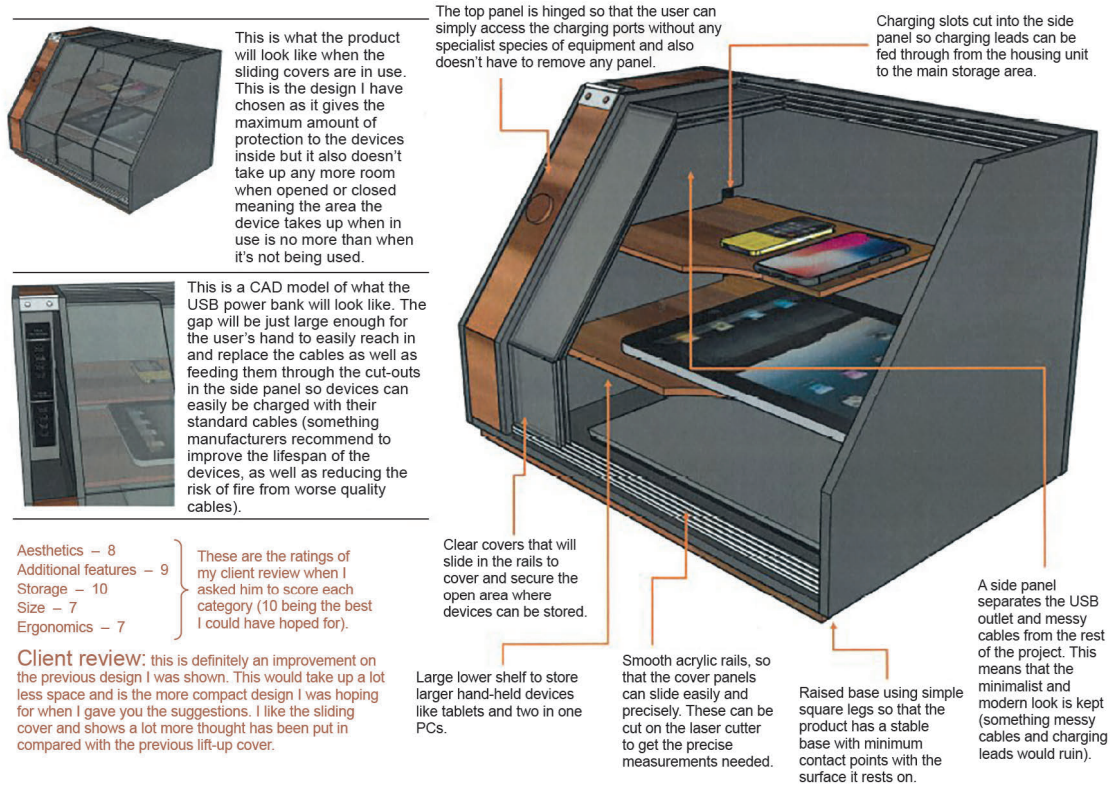 This is what the product
will look like when the
sliding covers are in use.
This is the design I have
chosen as it gives the
maximum amount of
protection to the devices
inside but it also doesn't
take up any more room
when opened or closed
meaning the area the
device takes up when in
use is no more than when
it's not being used.
This is a CAD model of what the
USB power bank will look like. The
gap will be just large enough for
the user's hand to easily reach in
and replace the cables as well as
feeding them through the cut-outs
in the side panel so devices can
easily be charged with their
standard cables (something
manufacturers recommend to
improve the lifespan of the
devices, as well as reducing the
risk of fire from worse quality
cables).
Aesthetics – 8
Additional features – 9
Storage – 10
Size – 7
Ergonomics – 7
These are the ratings of
my client review when I
asked him to score each
category (10 being the best
I could have hoped for).
Client review: this is definitely an improvement on
the previous design I was shown. This would take up a lot
less space and is the more compact design I was hoping
for when I gave you the suggestions. I like the sliding
cover and shows a lot more thought has been put in
compared with the previous lift-up cover.
The top panel is hinged so that the user can
simply access the charging ports without any
specialist species of equipment and also
doesn't have to remove any panel.
Charging slots cut into the side
panel so charging leads can be
fed through from the housing unit
to the main storage area.
Clear covers that will
slide in the rails to
cover and secure the
open area where
devices can be stored.
Large lower shelf to store
larger hand-held devices
like tablets and two in one
PCs.
Smooth acrylic rails, so
that the cover panels
can slide easily and
precisely. These can be
cut on the laser cutter
to get the precise
measurements needed.
Raised base using simple
square legs so that the
product has a stable
base with minimum
contact points with the
surface it rests on.
A side panel
separates the USB
outlet and messy
cables from the rest
of the project. This
means that the
minimalist and
modern look is kept
(something messy
cables and charging
leads would ruin).